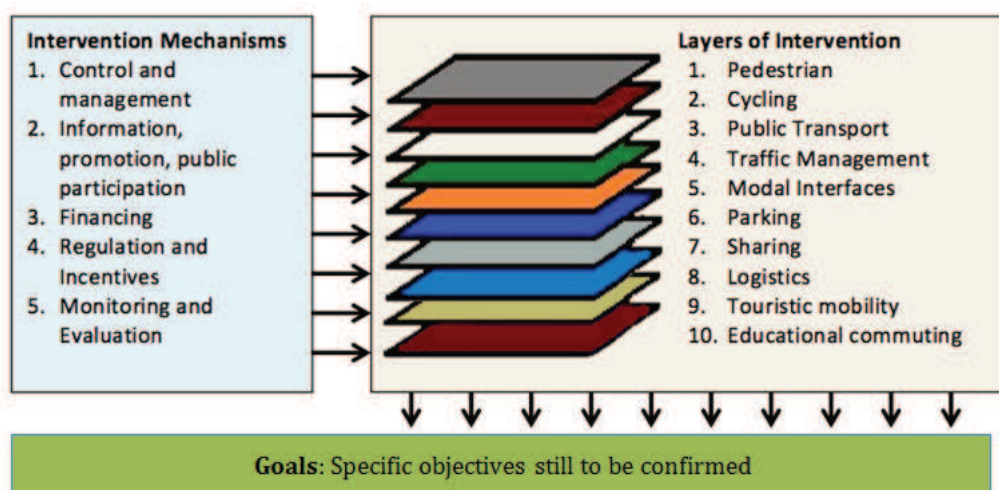 Intervention Mechanisms
1. Control and
management
2. Information,
promotion, public
participation
3. Financing
4. Regulation and
Incentives
5. Monitoring and
Evaluation
Layers of Intervention
1. Pedestrian
2. Cycling
3. Public Transport
4. Traffic Management
5. Modal Interfaces
6. Parking
7. Sharing
8. Logistics
9. Touristic mobility
10. Educational commuting
Goals: Specific objectives still to be confirmed